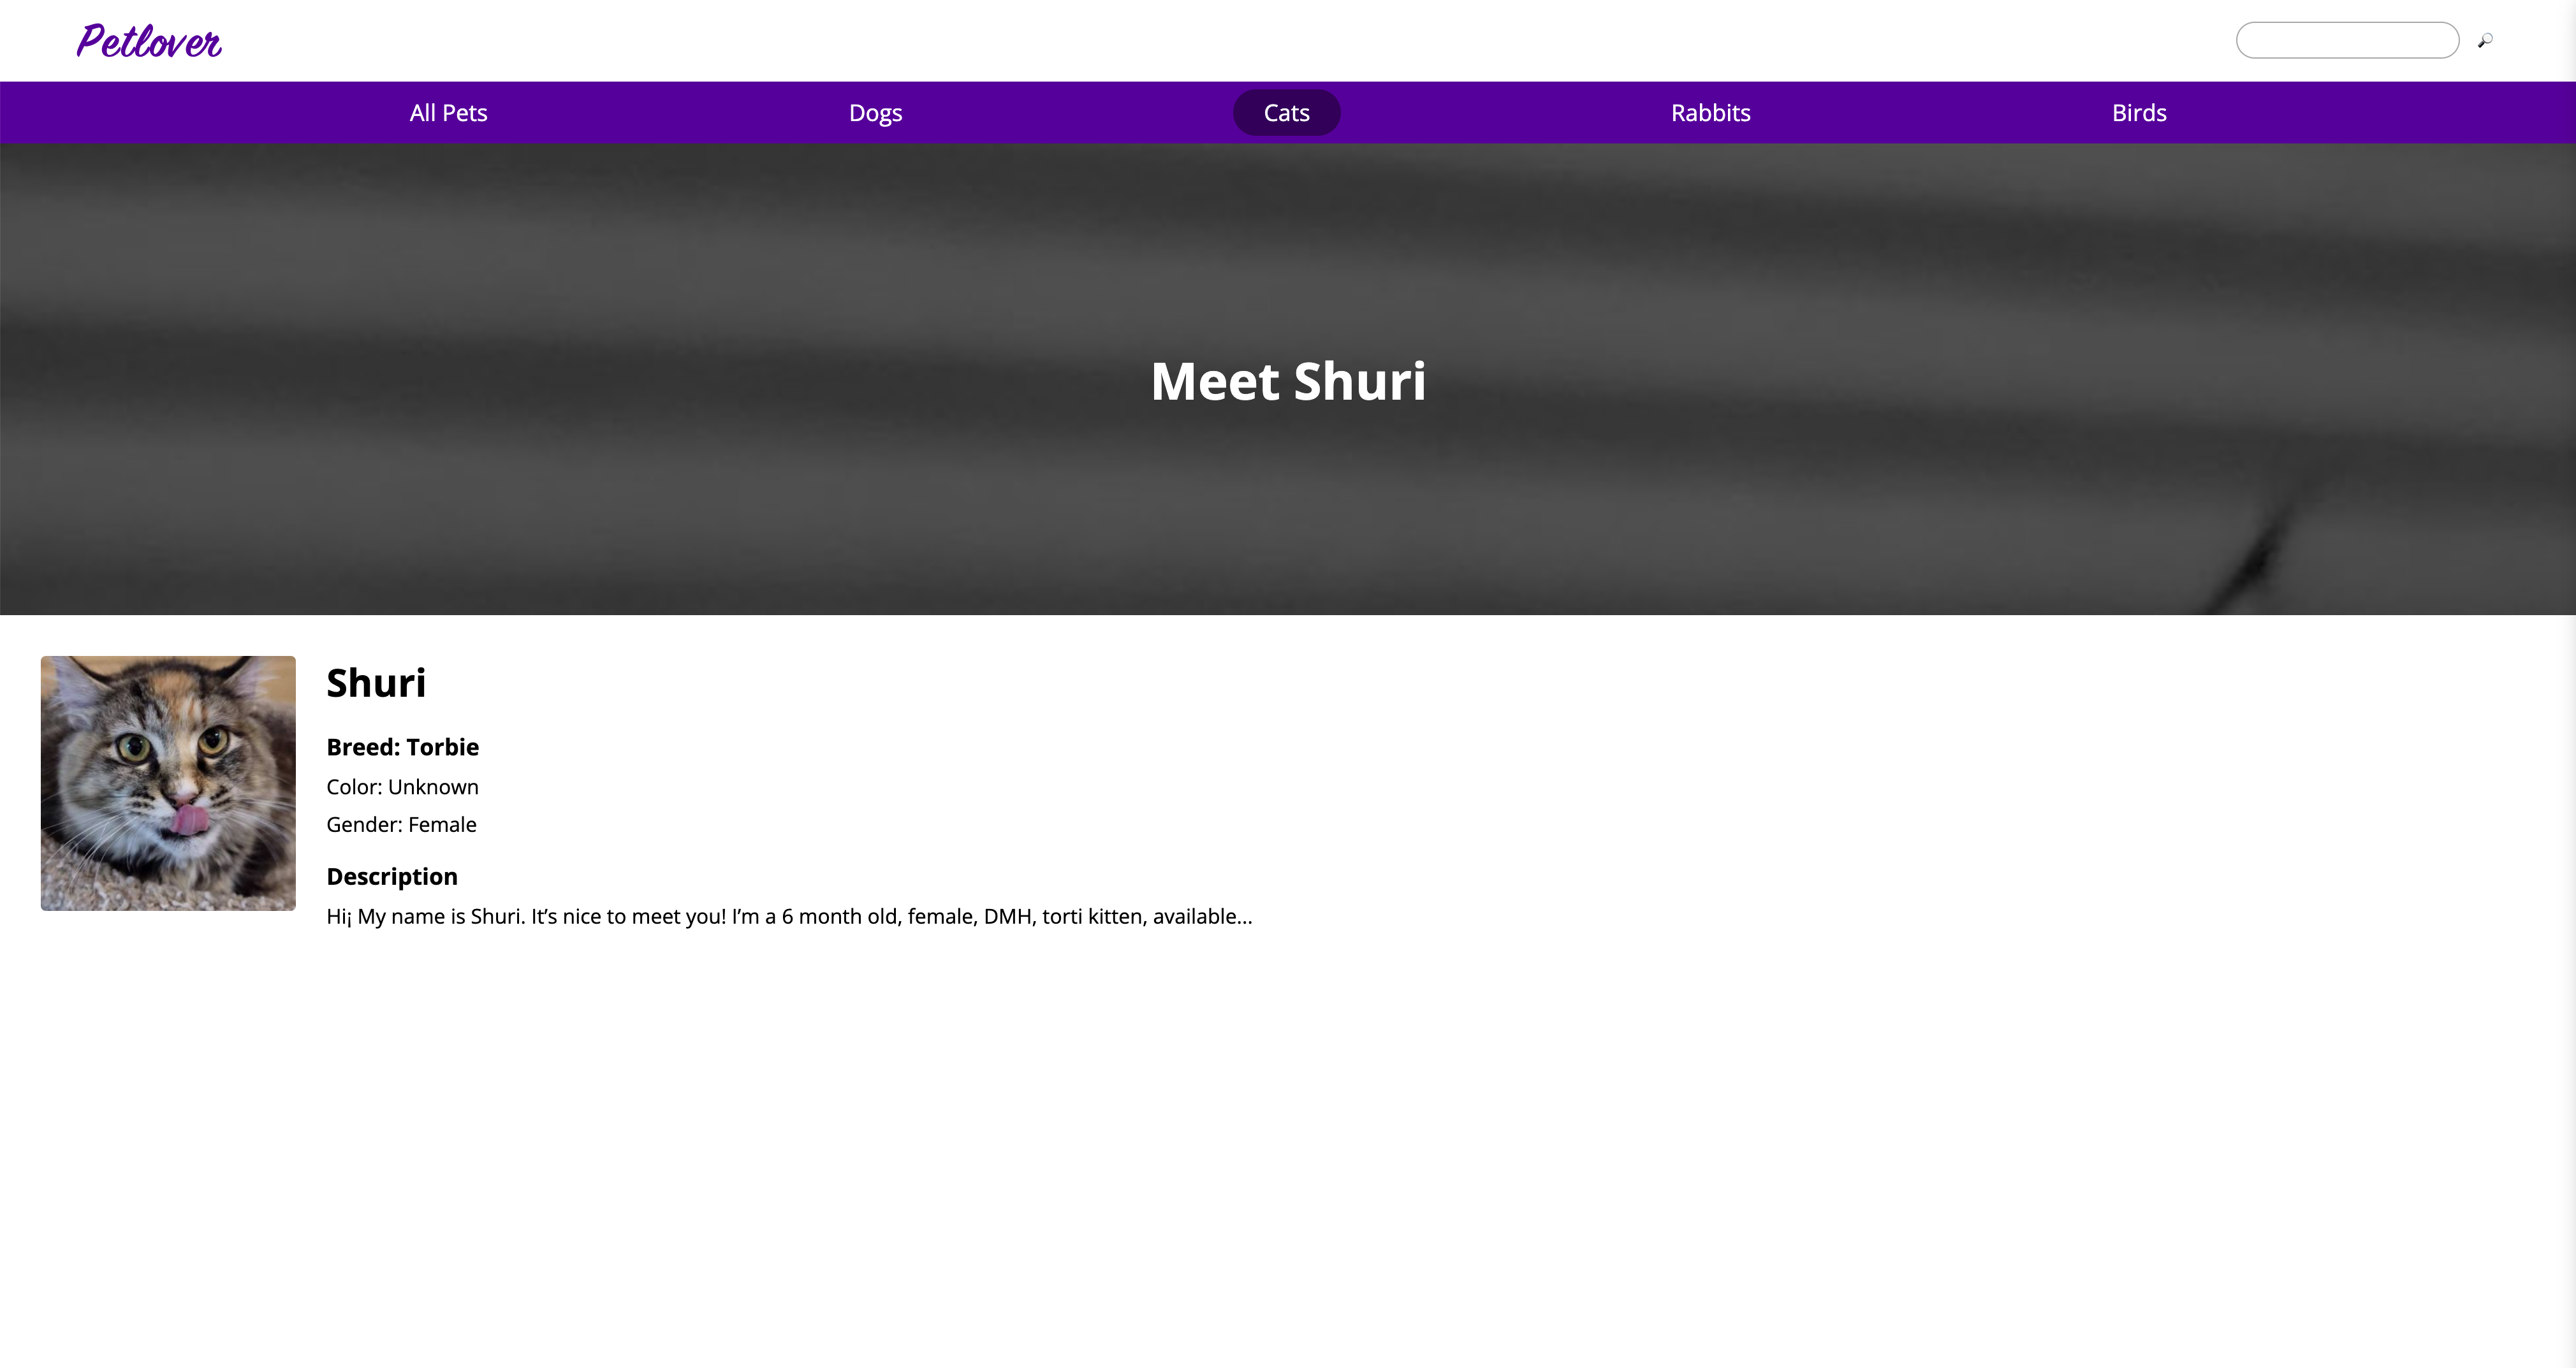 Petlover
All Pets
Dogs
Cats
Rabbits
Birds
Meet Shuri
Shuri
Breed: Torbie
Color: Unknown
Gender: Female
Description
Hi¡ My name is Shuri. It’s nice to meet you! I’m a 6 month old, female, DMH, torti kitten, available...